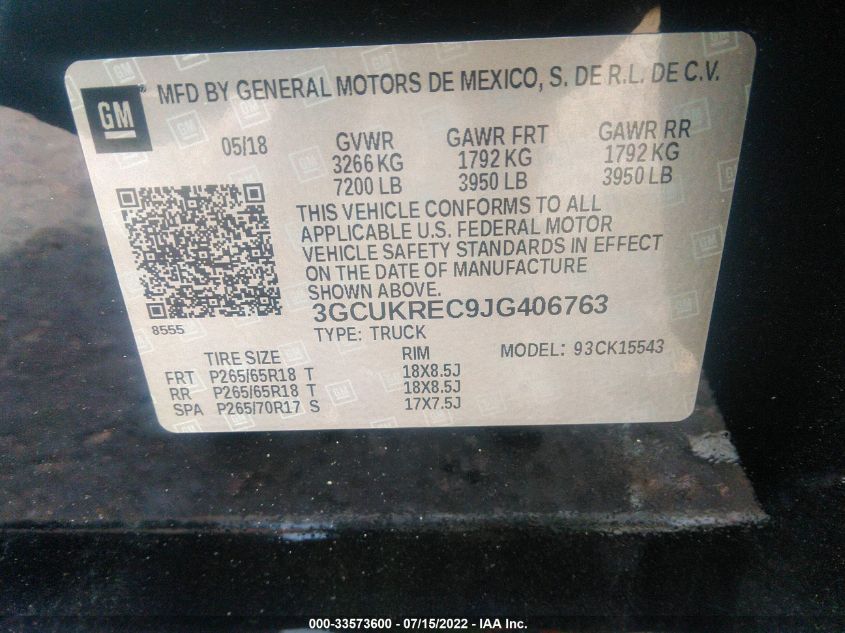 GM ® MFD BY GENERAL MOTORS DE MEXICO, S. DE R.L. DE C.V.
05/18 GVWR GAWR FRT GAWR RR
3266 KG 1792 KG 1792 KG
7200 LB 3950 LB 3950 LB
THIS VEHICLE CONFORMS TO ALL
APPLICABLE U.S. FEDERAL MOTOR
VEHICLE SAFETY STANDARDS IN EFFECT
ON THE DATE OF MANUFACTURE
SHOWN ABOVE.
8555 3GCUKREC9JG406763
TYPE: TRUCK
TIRE SIZE RIM MODEL: 93CK15543
FRT P265/65R18 T 18X8.5J
RR P265/65R18 T 18X8.5J
SPA P265/70R17 S 17X7.5J
000-33573600 - 07/15/2022 - IAA Inc.